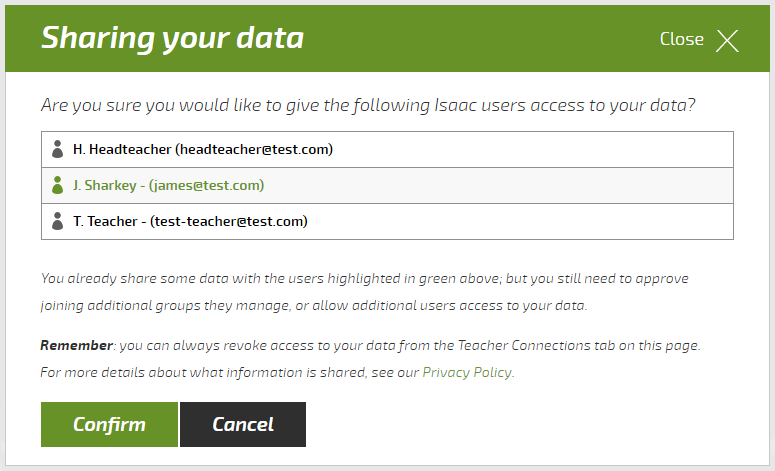 Sharing your data
Close
Are you sure you would like to give the following Isaac users access to your data?
H. Headteacher (headteacher@test.com)
J. Sharkey - (james@test.com)
T. Teacher - (test-teacher@test.com)
You already share some data with the users highlighted in green above; but you still need to approve
joining additional groups they manage, or allow additional users access to your data.
Remember: you can always revoke access to your data from the Teacher Connections tab on this page.
For more details about what information is shared, see our Privacy Policy.
Confirm
Cancel